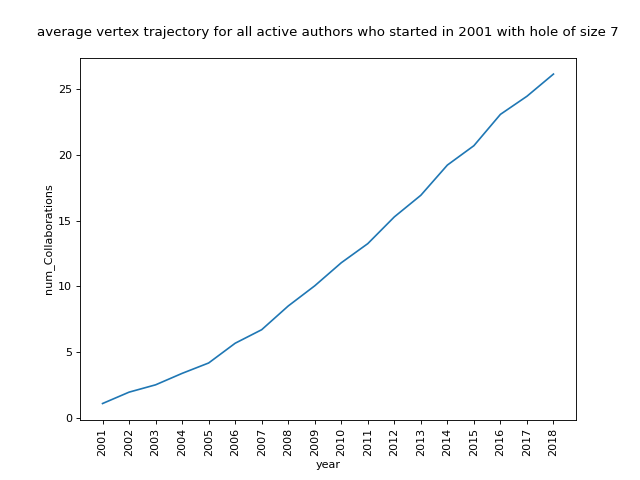 average vertex trajectory for all active authors who started in 2001 with hole of size 7
25
20
15
10
5
0
num_Collaborations
2001 2002 2003 2004 2005 2006 2007 2008 2009 2010 2011 2012 2013 2014 2015 2016 2017 2018
year